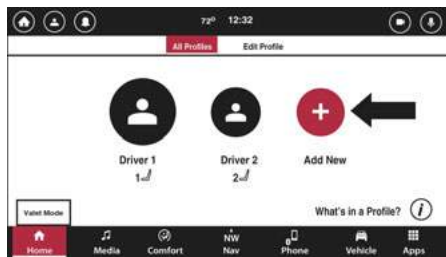 72° 12:32
All Profiles Edit Profile
Driver 1 Driver 2 Add New
1 2
What's in a Profile? i
Valet Mode
NW
0
Home Media Comfort Nav Phone Vehicle Apps